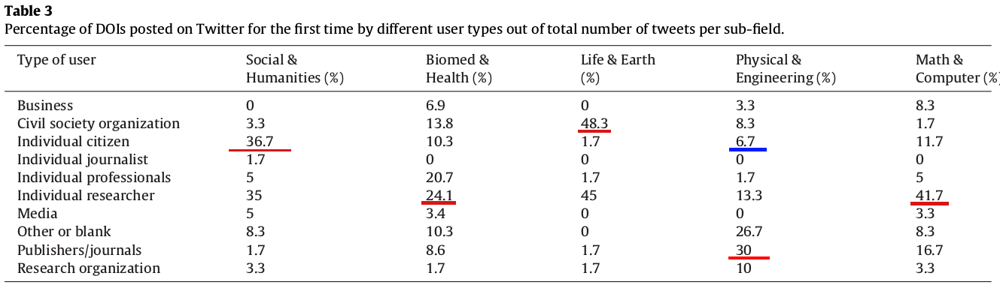 Table 3
Percentage of DOIs posted on Twitter for the first time by different user types out of total number of tweets per sub-field.
Type of user Social & Humanities (%) Biomed & Health (%) Life & Earth (%) Physical & Engineering (%) Math & Computer (%)
Business 0 6.9 0 3.3 8.3
Civil society organization 3.3 13.8 48.3 8.3 1.7
Individual citizen 36.7 10.3 1.7 6.7 11.7
Individual journalist 1.7 0 0 0 0
Individual professionals 5 20.7 1.7 1.7 5
Individual researcher 35 24.1 45 13.3 41.7
Media 5 3.4 0 0 3.3
Other or blank 8.3 10.3 0 26.7 8.3
Publishers/journals 1.7 8.6 1.7 30 16.7
Research organization 3.3 1.7 1.7 10 3.3